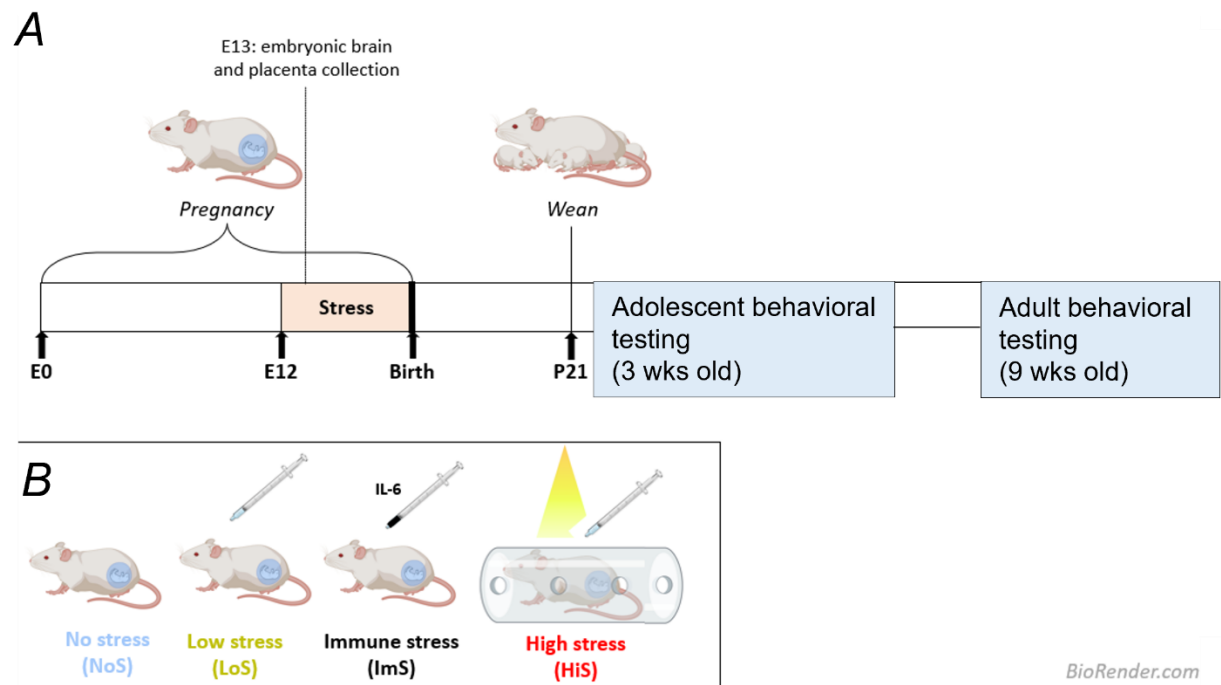 A
E13: embryonic brain
and placenta collection
Pregnancy
Wean
Stress
Adolescent behavioral
testing
(3 wks old)
Adult behavioral
testing
(9 wks old)
E0
E12
Birth
P21
B
IL-6
No stress
(NoS)
Low stress
(LoS)
Immune stress
(ImS)
High stress
(HiS)
BioRender.com